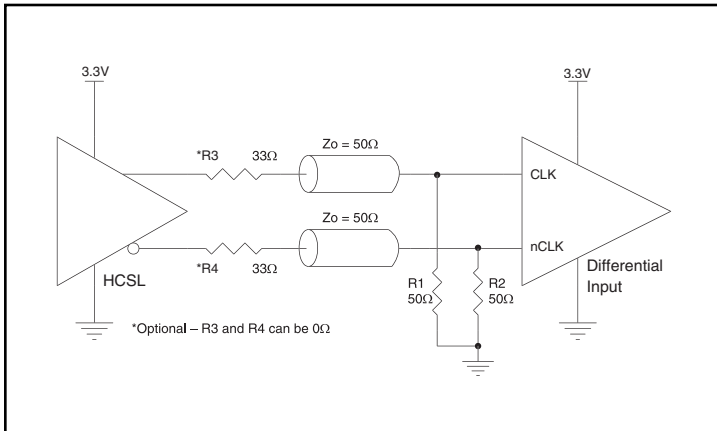 3.3V
3.3V
*R3 33Ω
Zo = 50Ω
CLK
Zo = 50Ω
nCLK
HCSL
*R4 33Ω
R1
50Ω
R2
50Ω
Differential
Input
*Optional – R3 and R4 can be 0Ω